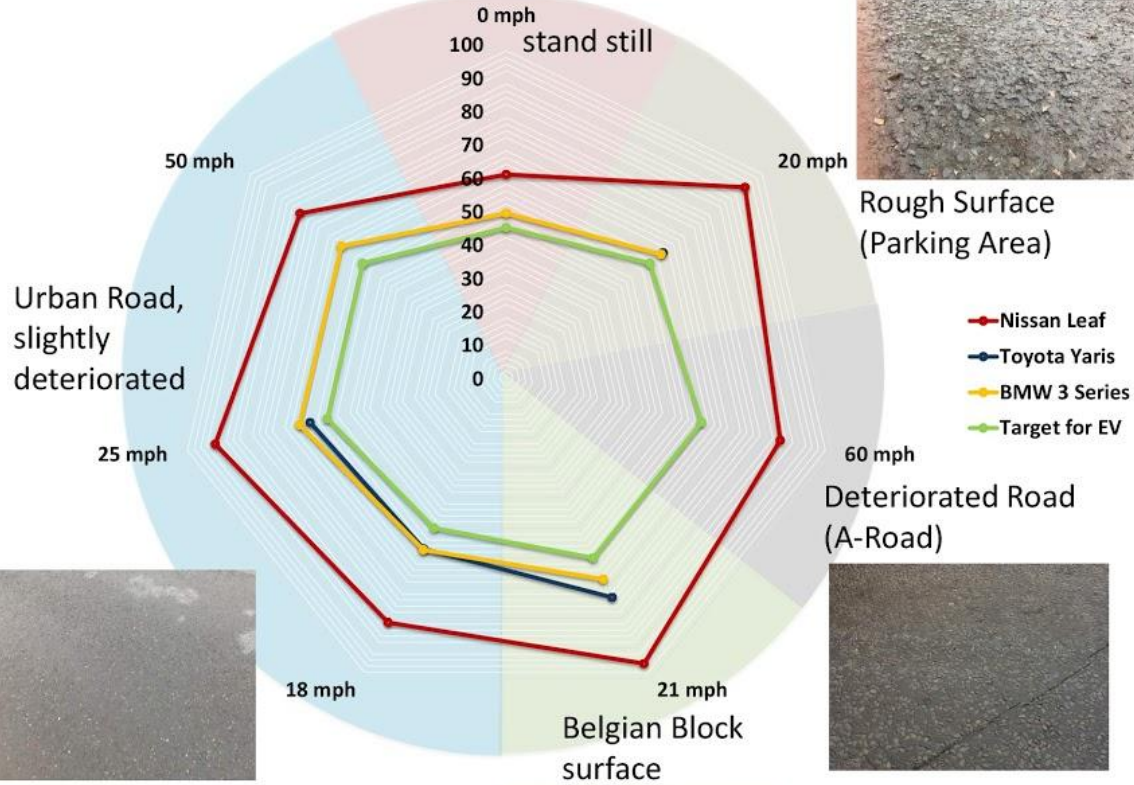 0 mph
stand still
100
90
80
70
60
50
40
30
20
10
0
50 mph
20 mph
Rough Surface
(Parking Area)
Urban Road,
slightly
deteriorated
Nissan Leaf
Toyota Yaris
BMW 3 Series
Target for EV
25 mph
60 mph
Deteriorated Road
(A-Road)
18 mph
21 mph
Belgian Block
surface